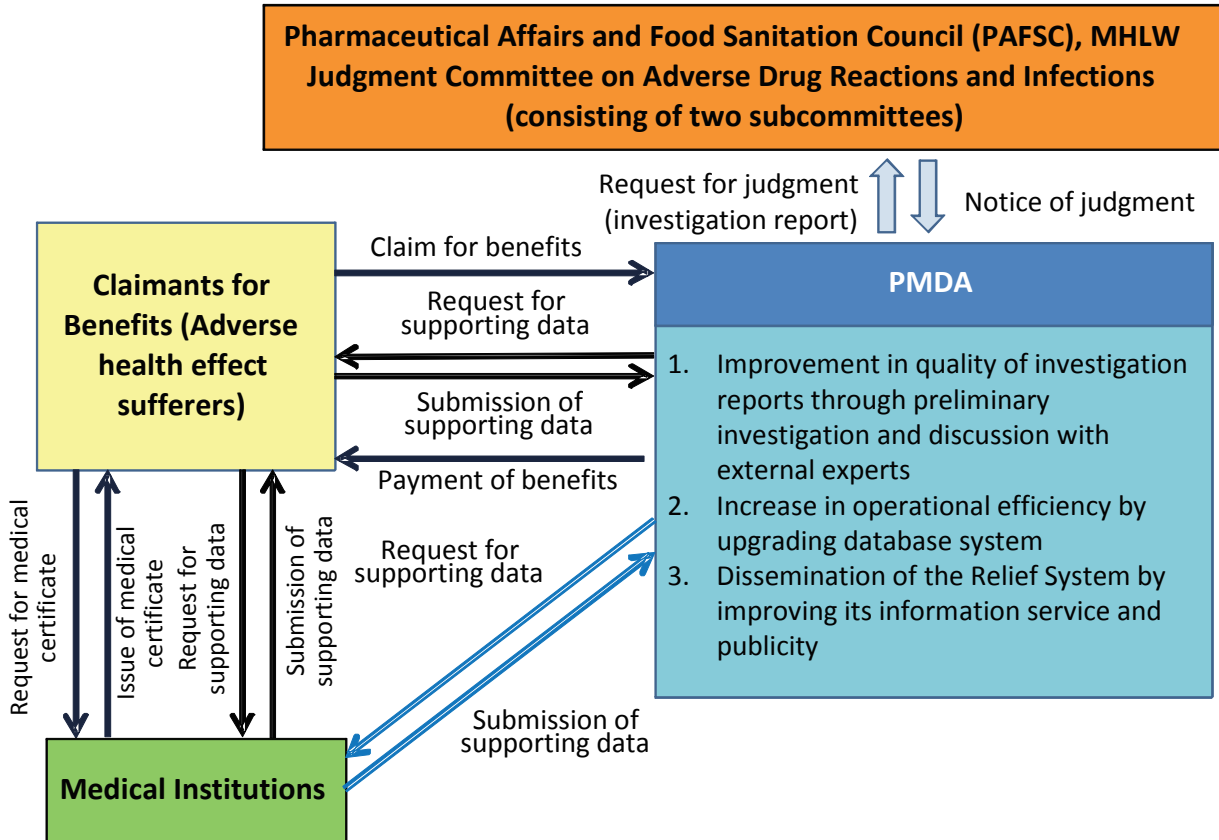 Pharmaceutical Affairs and Food Sanitation Council (PAFSC), MHLW
Judgment Committee on Adverse Drug Reactions and Infections
(consisting of two subcommittees)
Request for judgment
(investigation report)
Notice of judgment
Claimants for
Benefits (Adverse
health effect
sufferers)
Claim for benefits
Request for
supporting data
Submission of
supporting data
Payment of benefits
PMDA
1. Improvement in quality of investigation
reports through preliminary
investigation and discussion with
external experts
2. Increase in operational efficiency by
upgrading database system
3. Dissemination of the Relief System by
improving its information service and
publicity
Request for medical
certificate
Issue of medical
certificate
Request for
supporting data
Submission of
supporting data
Request for
supporting data
Submission of
supporting data
Medical Institutions